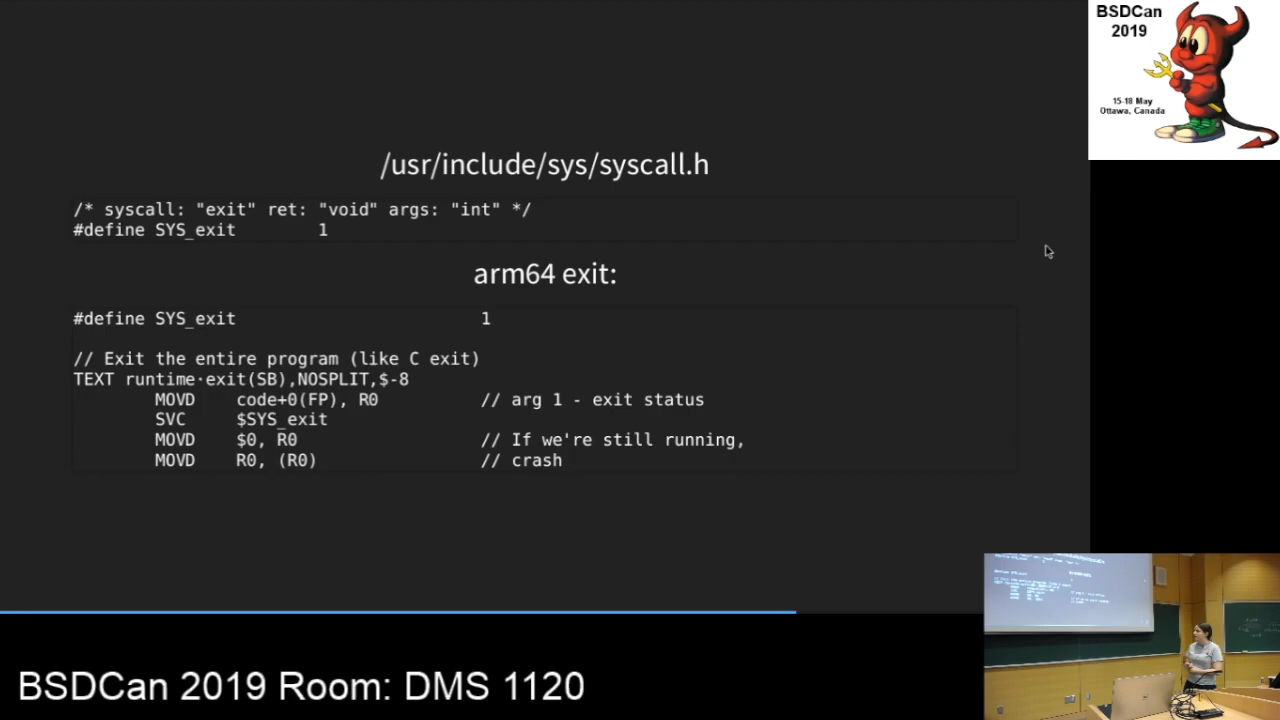 /usr/include/sys/syscall.h
/* syscall: "exit" ret: "void" args: "int" */
#define SYS_exit 1
arm64 exit:
#define SYS_exit 1
// Exit the entire program (like C exit)
TEXT runtime·exit(SB),NOSPLIT,$-8
MOVD code+0(FP), R0 // arg 1 - exit status
SVC $SYS_exit
MOVD $0, R0 // If we're still running,
MOVD R0, (R0) // crash
BSDCan
2019
15-18 May
Ottawa, Canada
BSDCan 2019 Room: DMS 1120